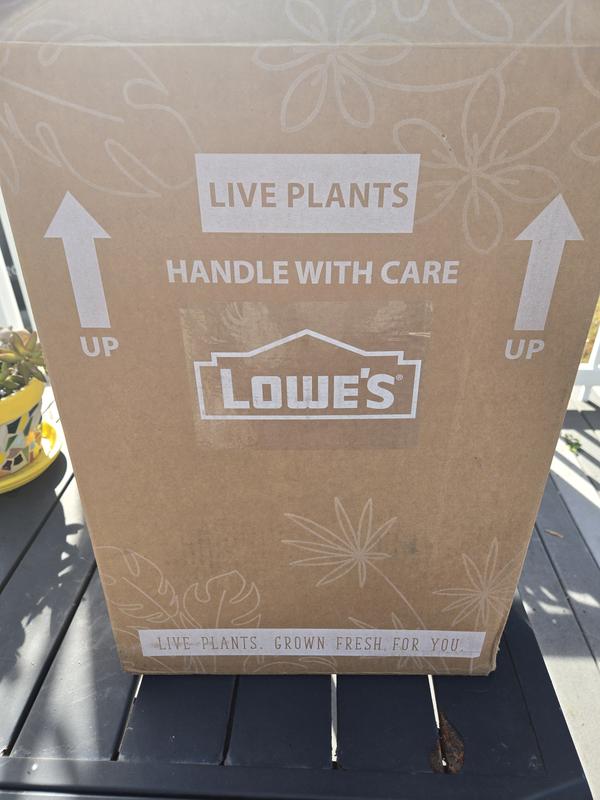 LIVE PLANTS
HANDLE WITH CARE
UP
UP
LOWE'S®
LIVE PLANTS. GROWN FRESH FOR YOU.